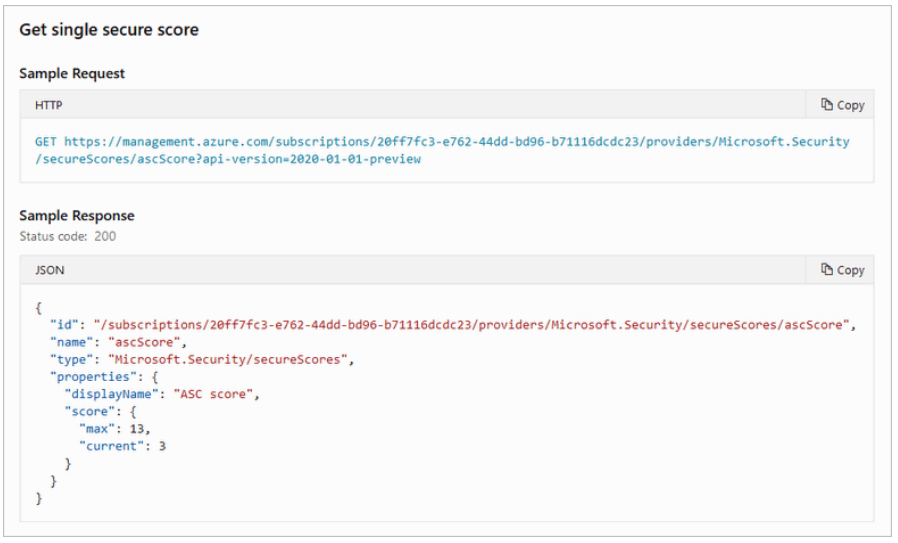 Get single secure score
Sample Request
HTTP
Copy
GET https://management.azure.com/subscriptions/20ff7fc3-e762-44dd-bd96-b71116dcdc23/providers/Microsoft.Security
/secureScores/ascScore?api-version=2020-01-01-preview
Sample Response
Status code: 200
JSON
Copy
{
  "id": "/subscriptions/20ff7fc3-e762-44dd-bd96-b71116dcdc23/providers/Microsoft.Security/secureScores/ascScore",
  "name": "ascScore",
  "type": "Microsoft.Security/secureScores",
  "properties": {
    "displayName": "ASC score",
    "score": {
      "max": 13,
      "current": 3
    }
  }
}